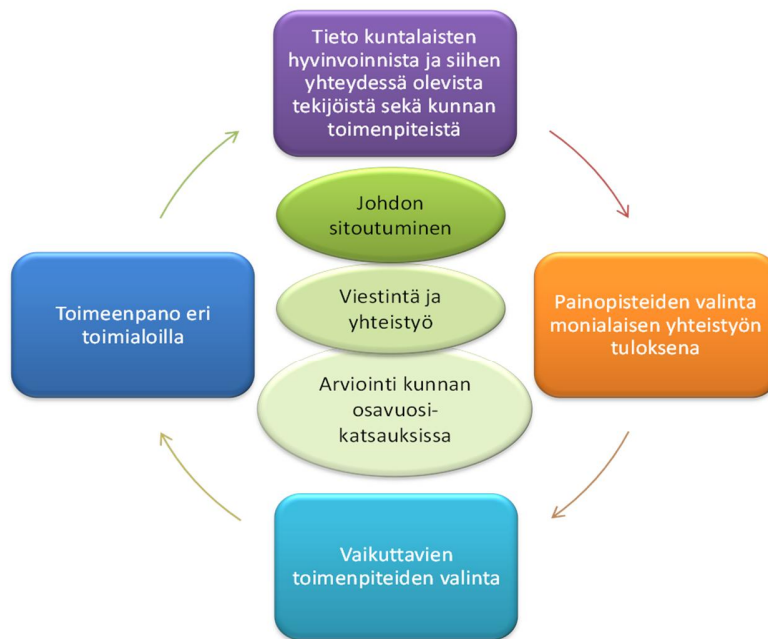 Tieto kuntalaisten
hyvinvoinnista ja siihen
yhteydessä olevista
tekijöistä sekä kunnan
toimenpiteistä
Johdon
sitoutuminen
Viestintä ja
yhteistyö
Arviointi kunnan
osavuosi-
katsauksissa
Painopisteiden valinta
monialaisen yhteistyön
tuloksena
Vaikuttavien
toimenpiteiden valinta
Toimeenpano eri
toimialoilla